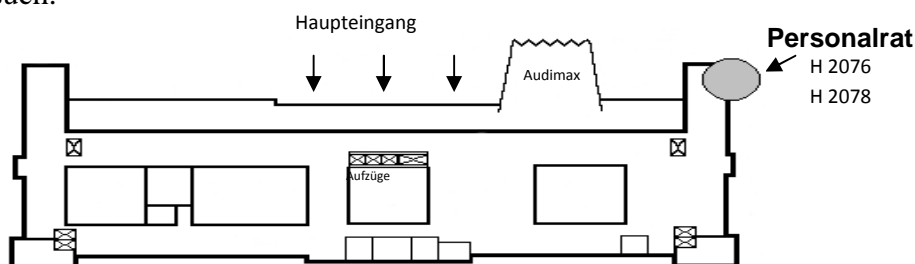 Haupteingang
Personalrat
H 2076
H 2078
Audimax
Aufzüge